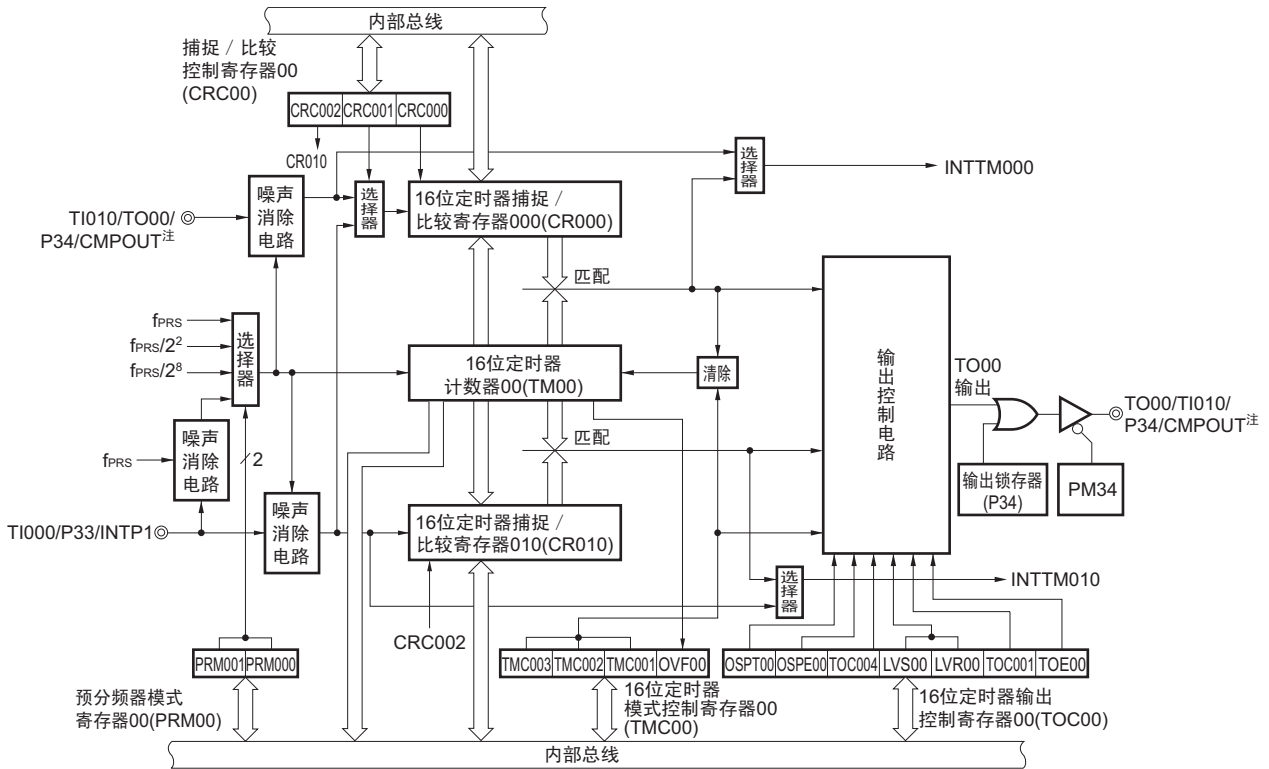 内部总线
捕捉 / 比较
控制寄存器00
(CRC00)
CRC002 CRC001 CRC000
CR010
选择器
INTTM000
噪声
消除
电路
选择器
16位定时器捕捉 /
比较寄存器000(CR000)
TI010/TO00/
P34/CMPOUT注
匹配
fPRS
fPRS/2²
fPRS/2⁸
选择器
16位定时器
计数器00(TM00)
清除
输出控制电路
TO00
输出
TO00/TI010/
P34/CMPOUT注
噪声
消除
电路
fPRS
2
匹配
输出锁存器
(P34)
PM34
TI000/P33/INTP1
噪声
消除
电路
16位定时器捕捉 /
比较寄存器010(CR010)
选择器
INTTM010
CRC002
PRM001 PRM000
TMC003 TMC002 TMC001 OVF00
OSPT00 OSPE00 TOC004 LVS00 LVR00 TOC001 TOE00
预分频器模式
寄存器00(PRM00)
16位定时器
模式控制寄存器00
(TMC00)
16位定时器输出
控制寄存器00(TOC00)
内部总线